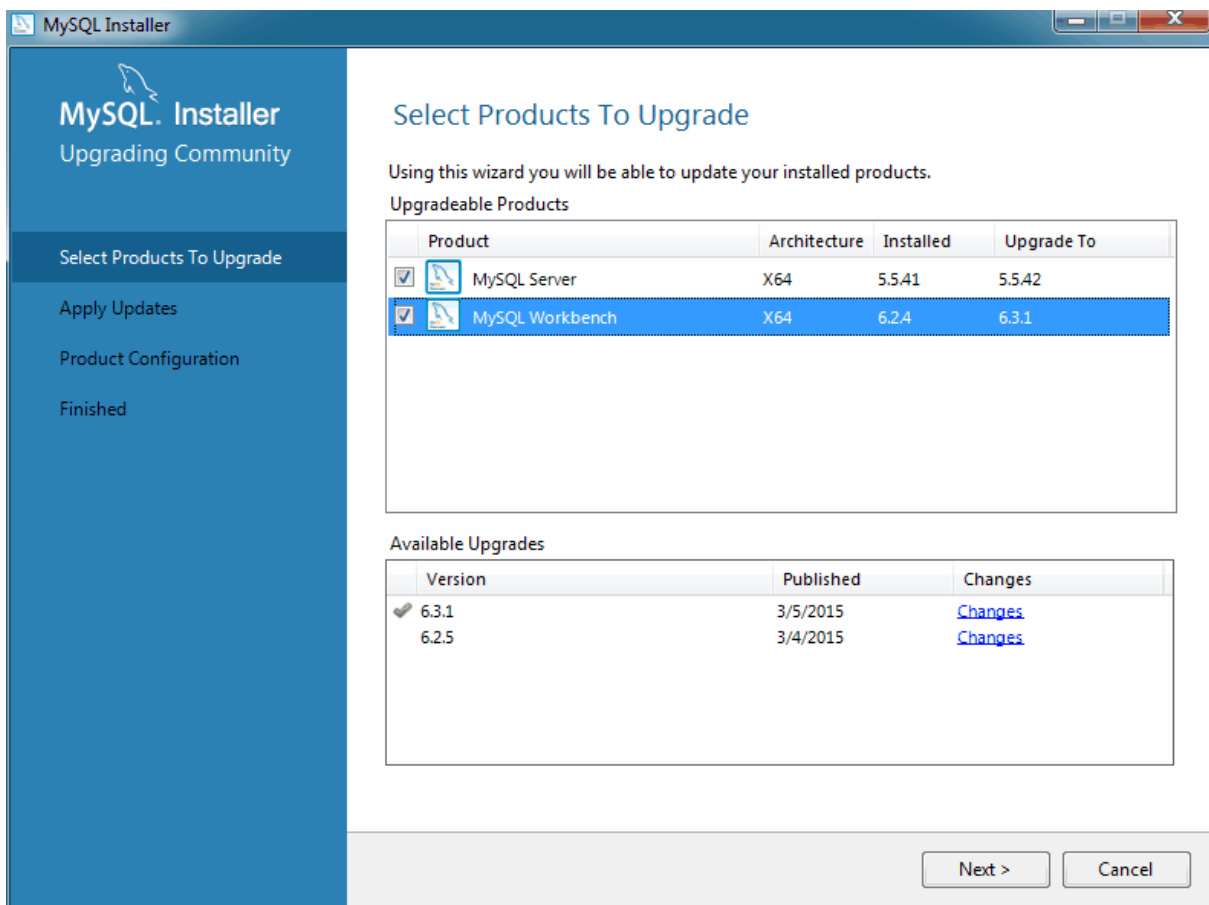 MySQL Installer
MySQL. Installer
Upgrading Community
Select Products To Upgrade
Apply Updates
Product Configuration
Finished
Select Products To Upgrade
Using this wizard you will be able to update your installed products.
Upgradeable Products
Product Architecture Installed Upgrade To
MySQL Server X64 5.5.41 5.5.42
MySQL Workbench X64 6.2.4 6.3.1
Available Upgrades
Version Published Changes
6.3.1 3/5/2015 Changes
6.2.5 3/4/2015 Changes
Next > Cancel